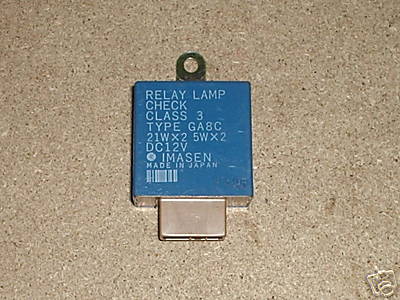 RELAY LAMP
CHECK
CLASS 3
TYPE GA8C
21W×2 5W×2
DC12V
IMASEN
MADE IN JAPAN